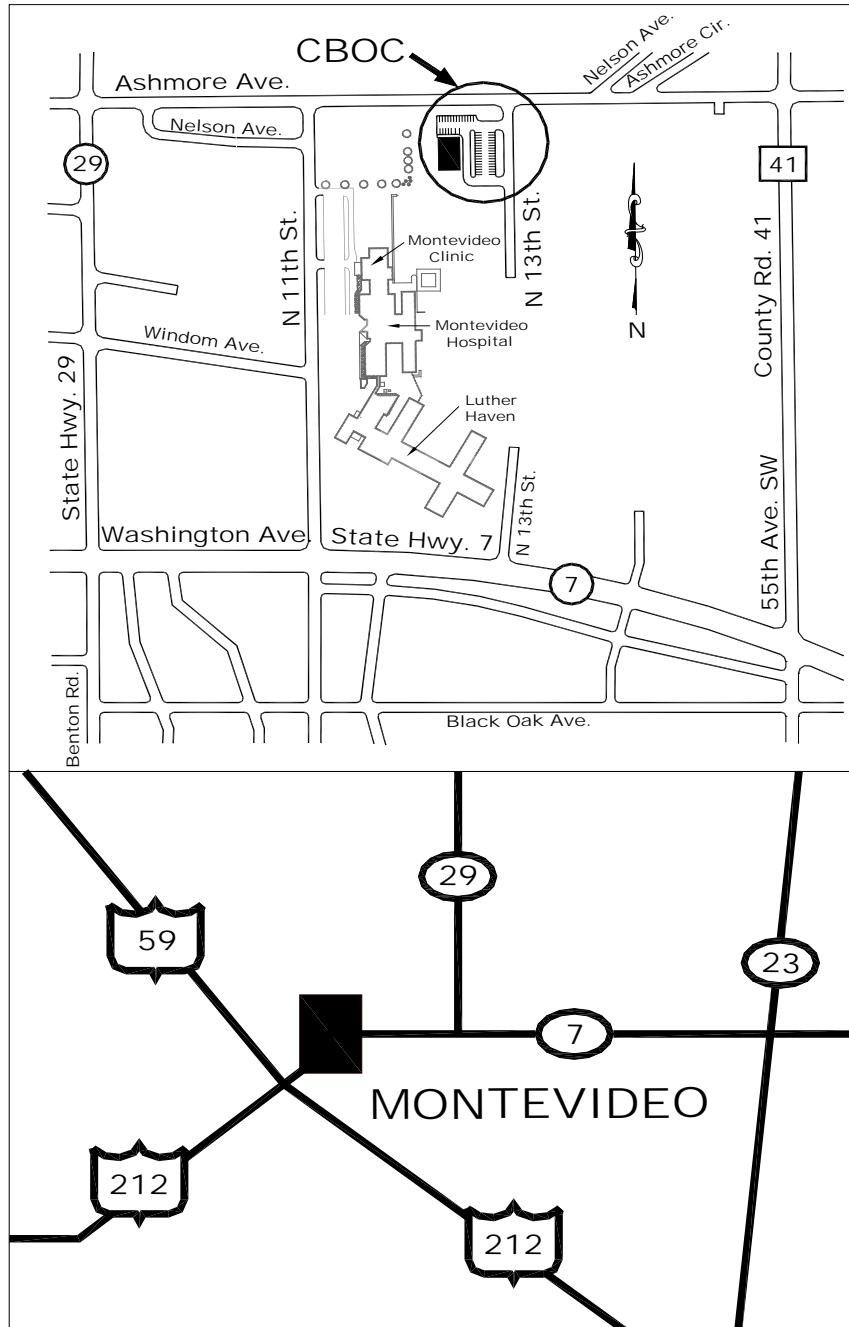 CBOC
Nelson Ave.
Ashmore Cir.
Ashmore Ave.
Nelson Ave.
29
41
N 11th St.
N 13th St.
County Rd. 41
Montevideo
Clinic
N
Montevideo
Hospital
Windom Ave.
State Hwy. 29
Luther
Haven
N 13th St.
55th Ave. SW
Washington Ave.
State Hwy. 7
7
Benton Rd.
Black Oak Ave.
29
59
23
7
MONTEVIDEO
212
212